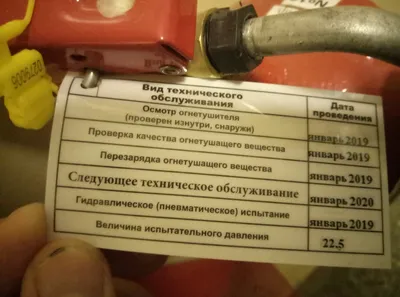 Вид технического
обслуживания
Дата
проведения
Осмотр огнетушителя
(проверен изнутри, снаружи)
январь 2019
Проверка качества огнетушащего вещества
январь 2019
Перезарядка огнетушащего вещества
январь 2019
Следующее техническое обслуживание
январь 2020
Гидравлическое (пневматическое) испытание
январь 2019
Величина испытательного давления
22.5